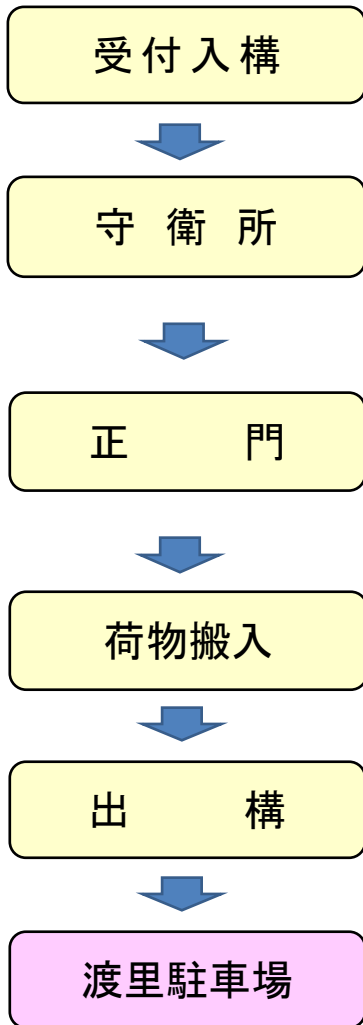 受付入構
守 衛 所
正 門
荷物搬入
出 構
渡里駐車場